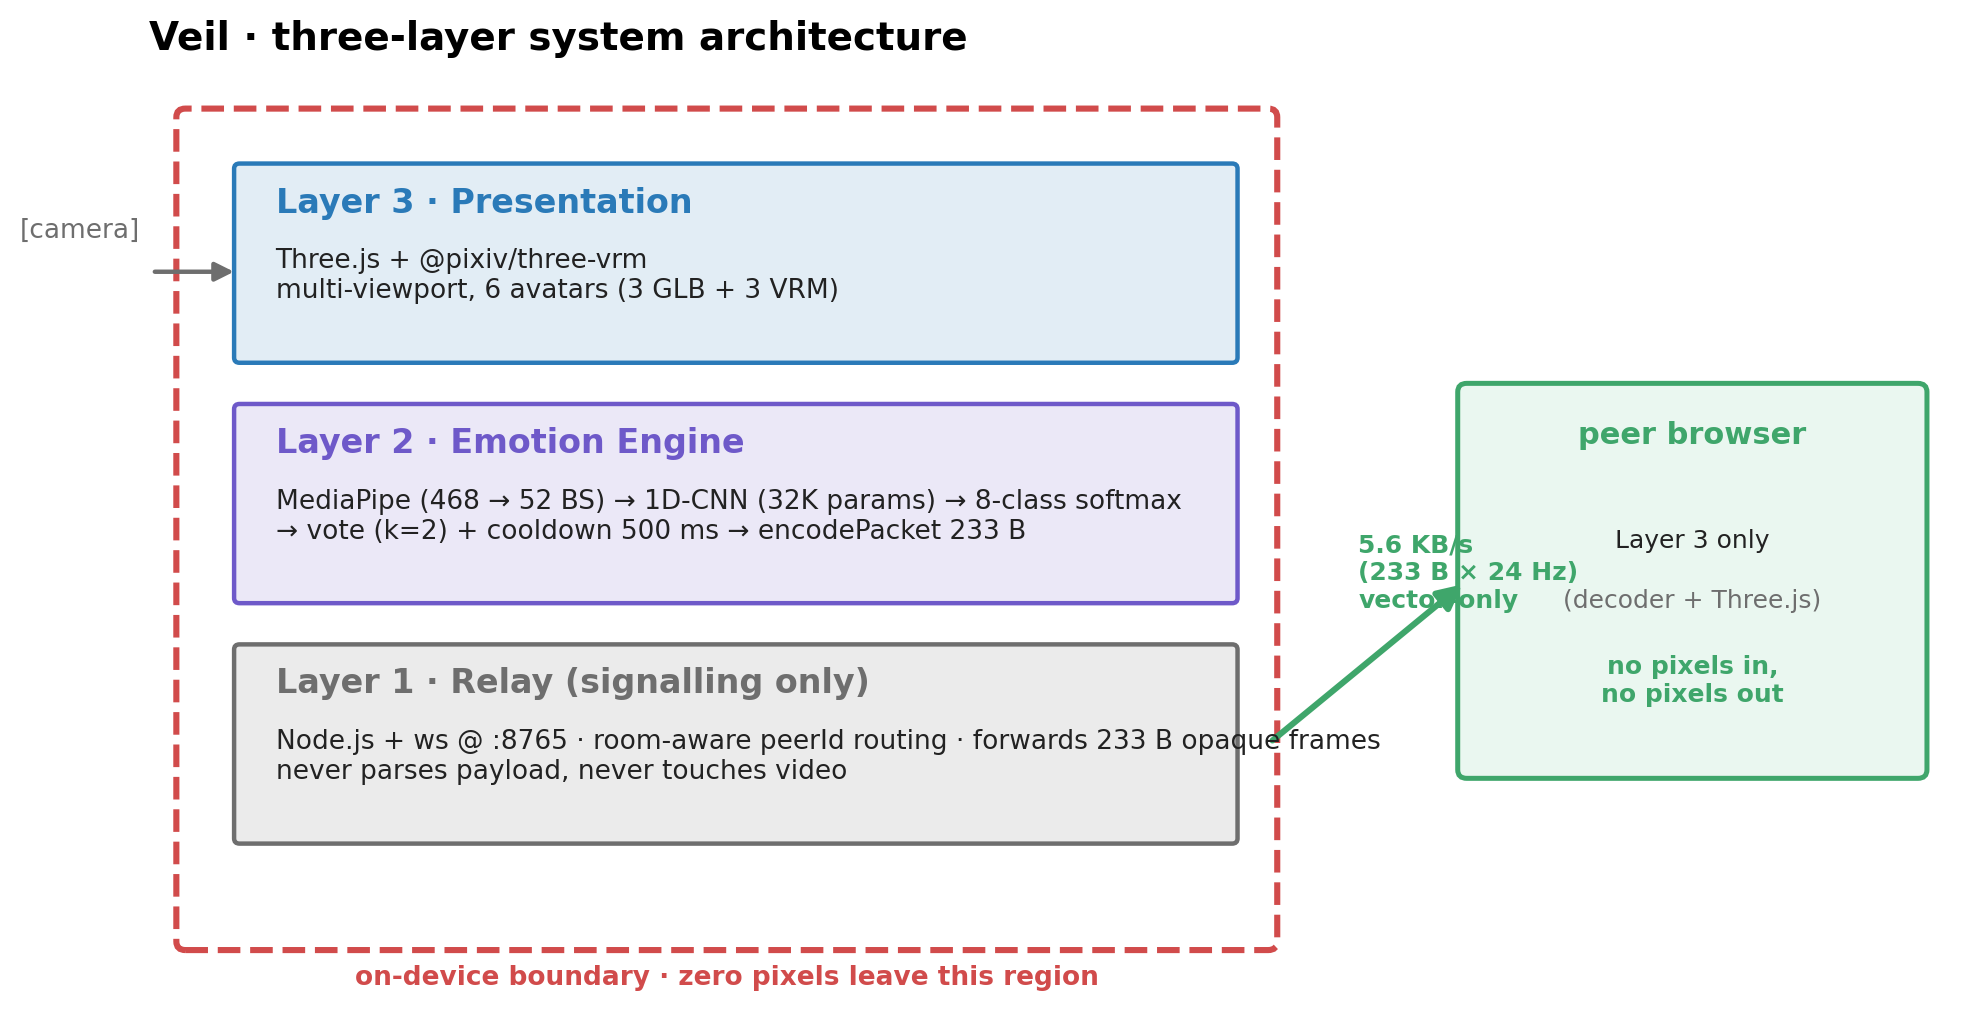 Veil · three-layer system architecture
[camera]
Layer 3 · Presentation
Three.js + @pixiv/three-vrm
multi-viewport, 6 avatars (3 GLB + 3 VRM)
Layer 2 · Emotion Engine
MediaPipe (468 → 52 BS) → 1D-CNN (32K params) → 8-class softmax
→ vote (k=2) + cooldown 500 ms → encodePacket 233 B
Layer 1 · Relay (signalling only)
Node.js + ws @ :8765 · room-aware peerId routing · forwards 233 B opaque frames
never parses payload, never touches video
on-device boundary · zero pixels leave this region
5.6 KB/s
(233 B × 24 Hz)
vector only
peer browser
Layer 3 only
(decoder + Three.js)
no pixels in,
no pixels out